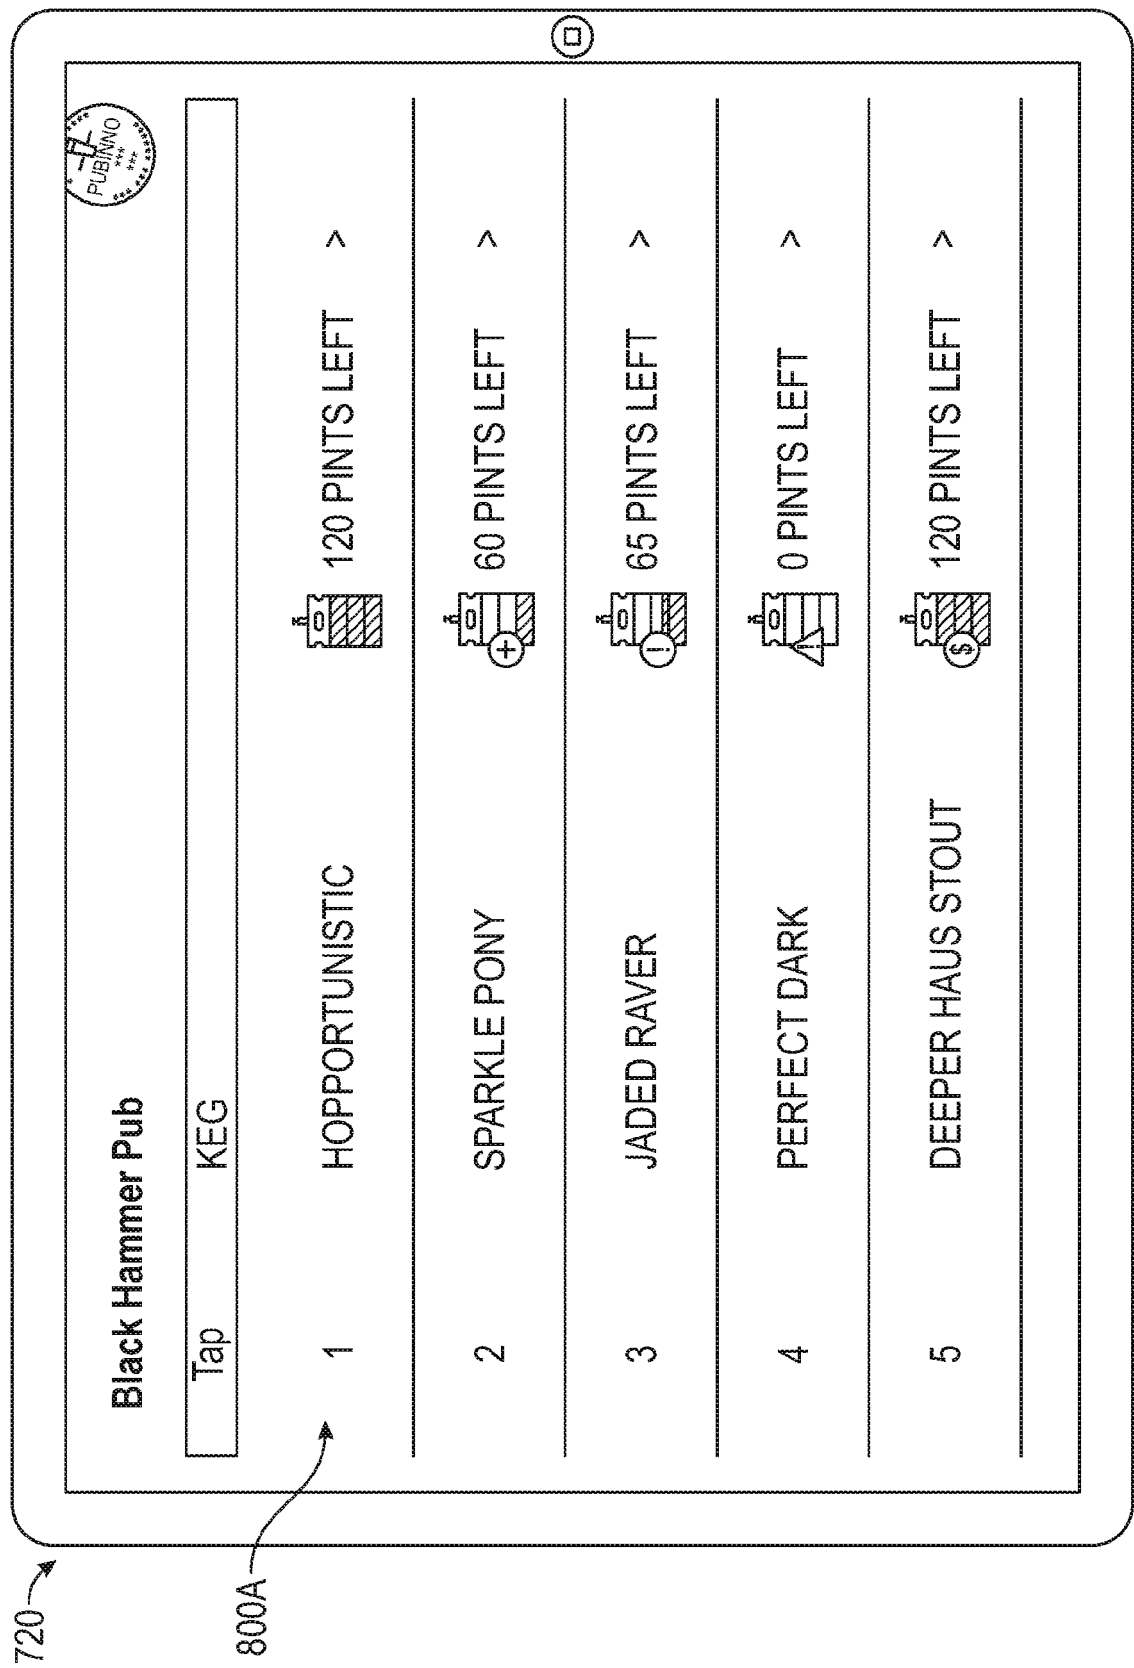 720
800A
Black Hammer Pub
PUBINNO
Tap KEG
1 HOPPORTUNISTIC 120 PINTS LEFT >
2 SPARKLE PONY + 60 PINTS LEFT >
3 JADED RAVER ! 65 PINTS LEFT >
4 PERFECT DARK ! 0 PINTS LEFT >
5 DEEPER HAUS STOUT $ 120 PINTS LEFT >